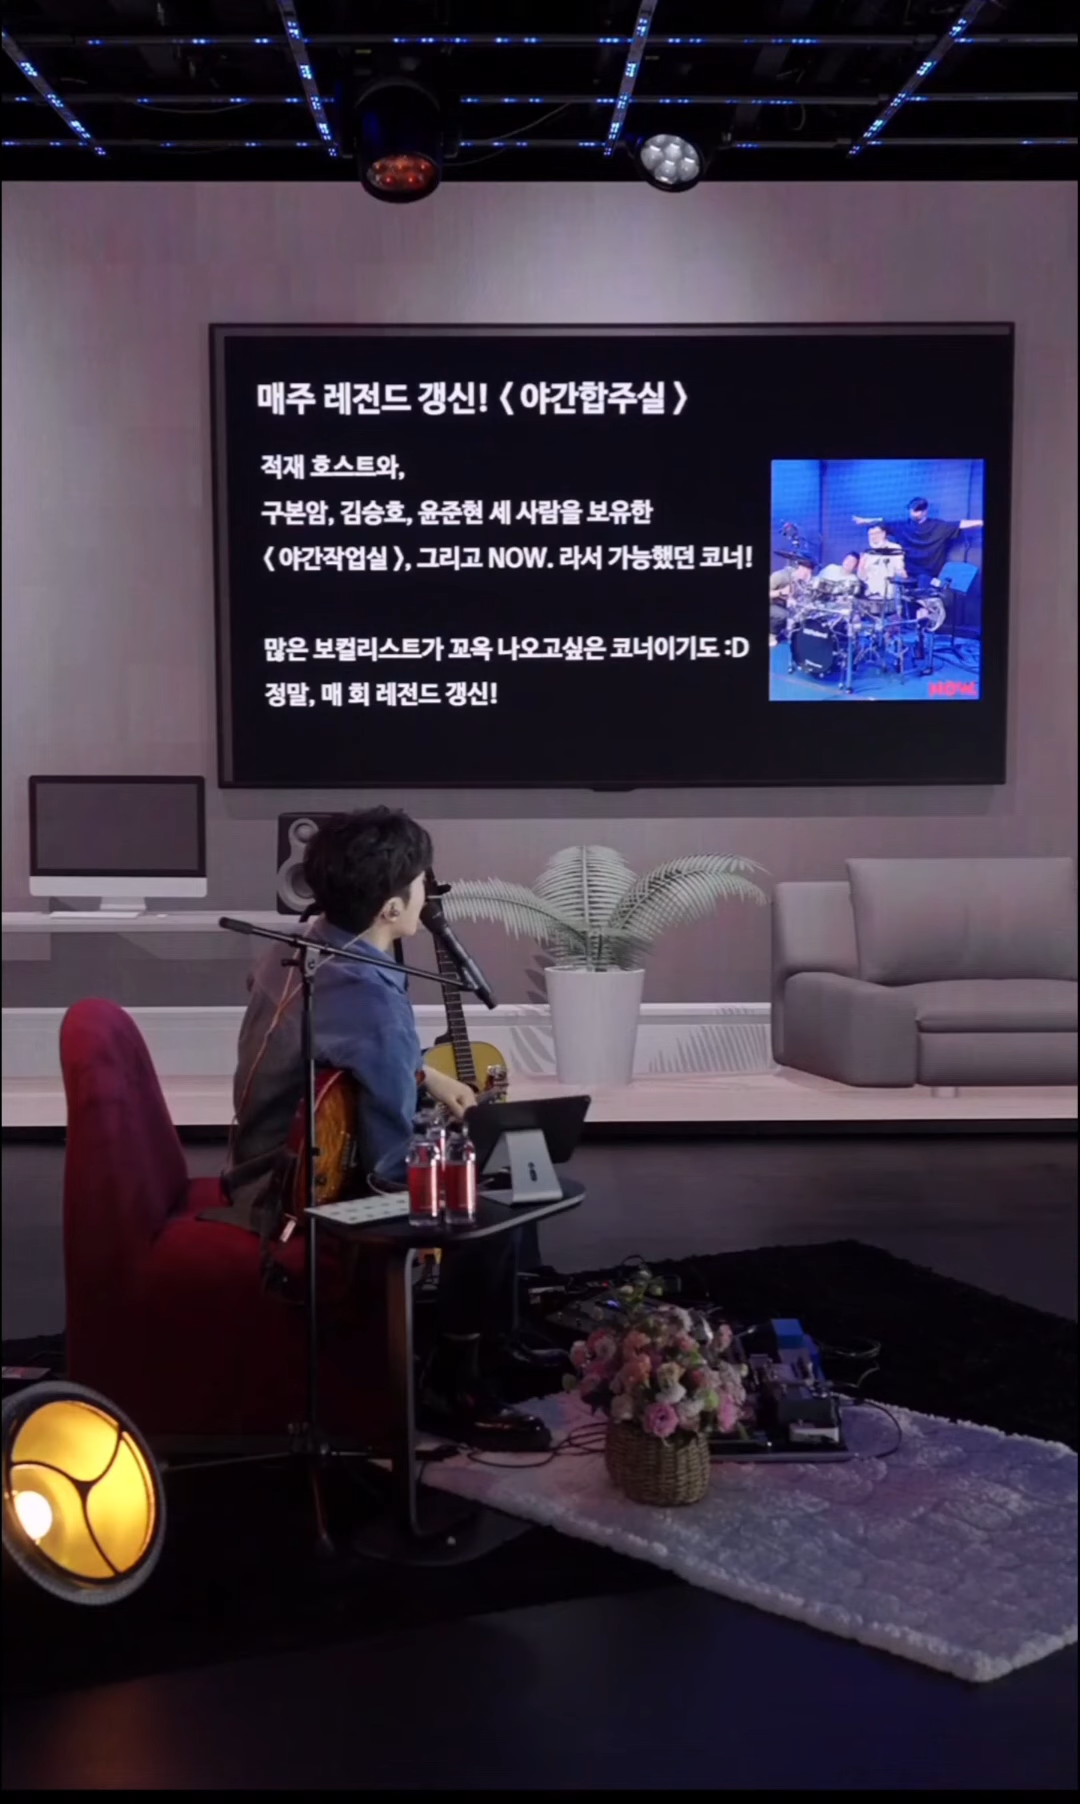 매주 레전드 갱신! < 야간합주실 >
적재 호스트와,
구본암, 김승호, 윤준현 세 사람을 보유한
< 야간작업실 >, 그리고 NOW. 라서 가능했던 코너!
많은 보컬리스트가 꼬옥 나오고싶은 코너이기도 :D
정말, 매 회 레전드 갱신!
NOW.